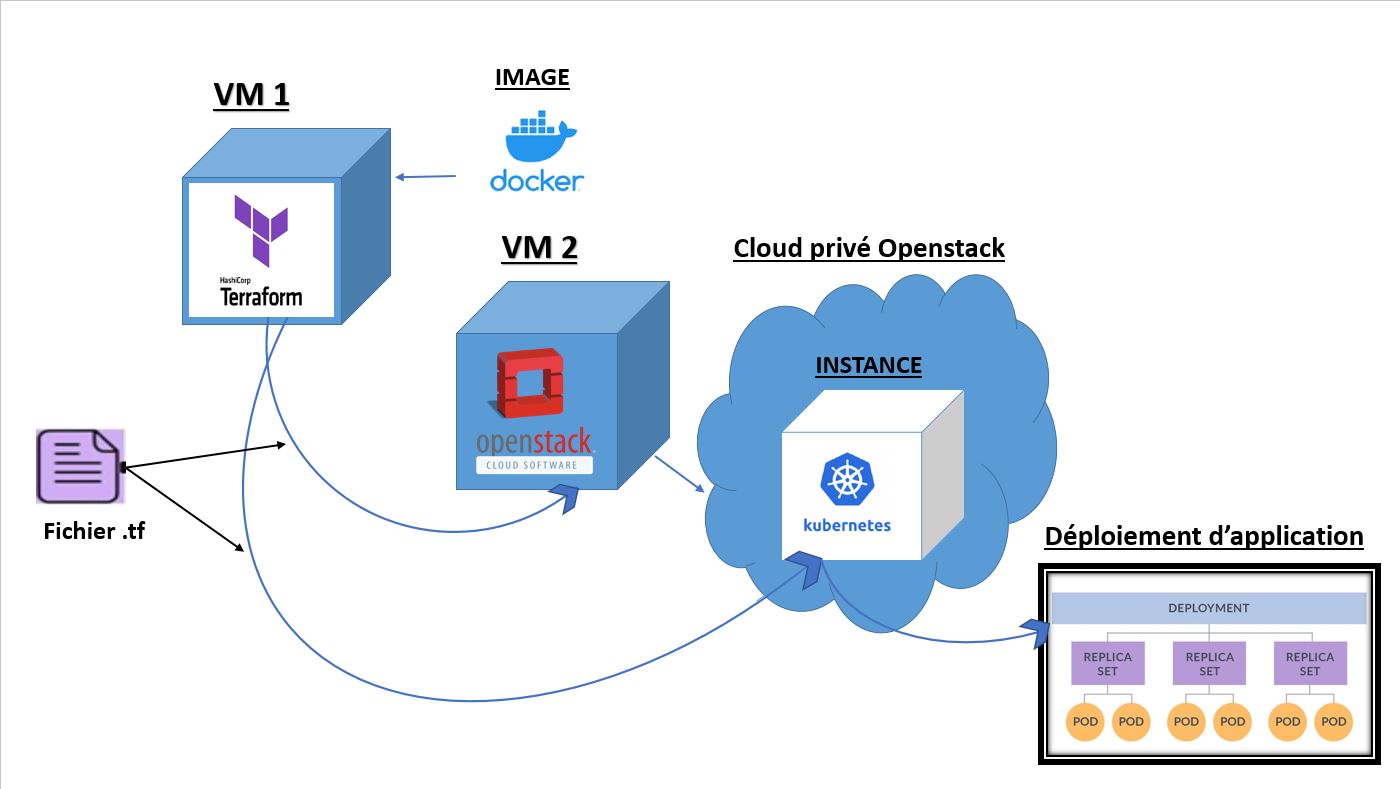 VM 1
IMAGE
docker
HashiCorp
Terraform
VM 2
openstack
CLOUD SOFTWARE
Cloud privé Openstack
INSTANCE
kubernetes
Fichier .tf
Déploiement d’application
DEPLOYMENT
REPLICA SET
REPLICA SET
REPLICA SET
POD
POD
POD
POD
POD
POD